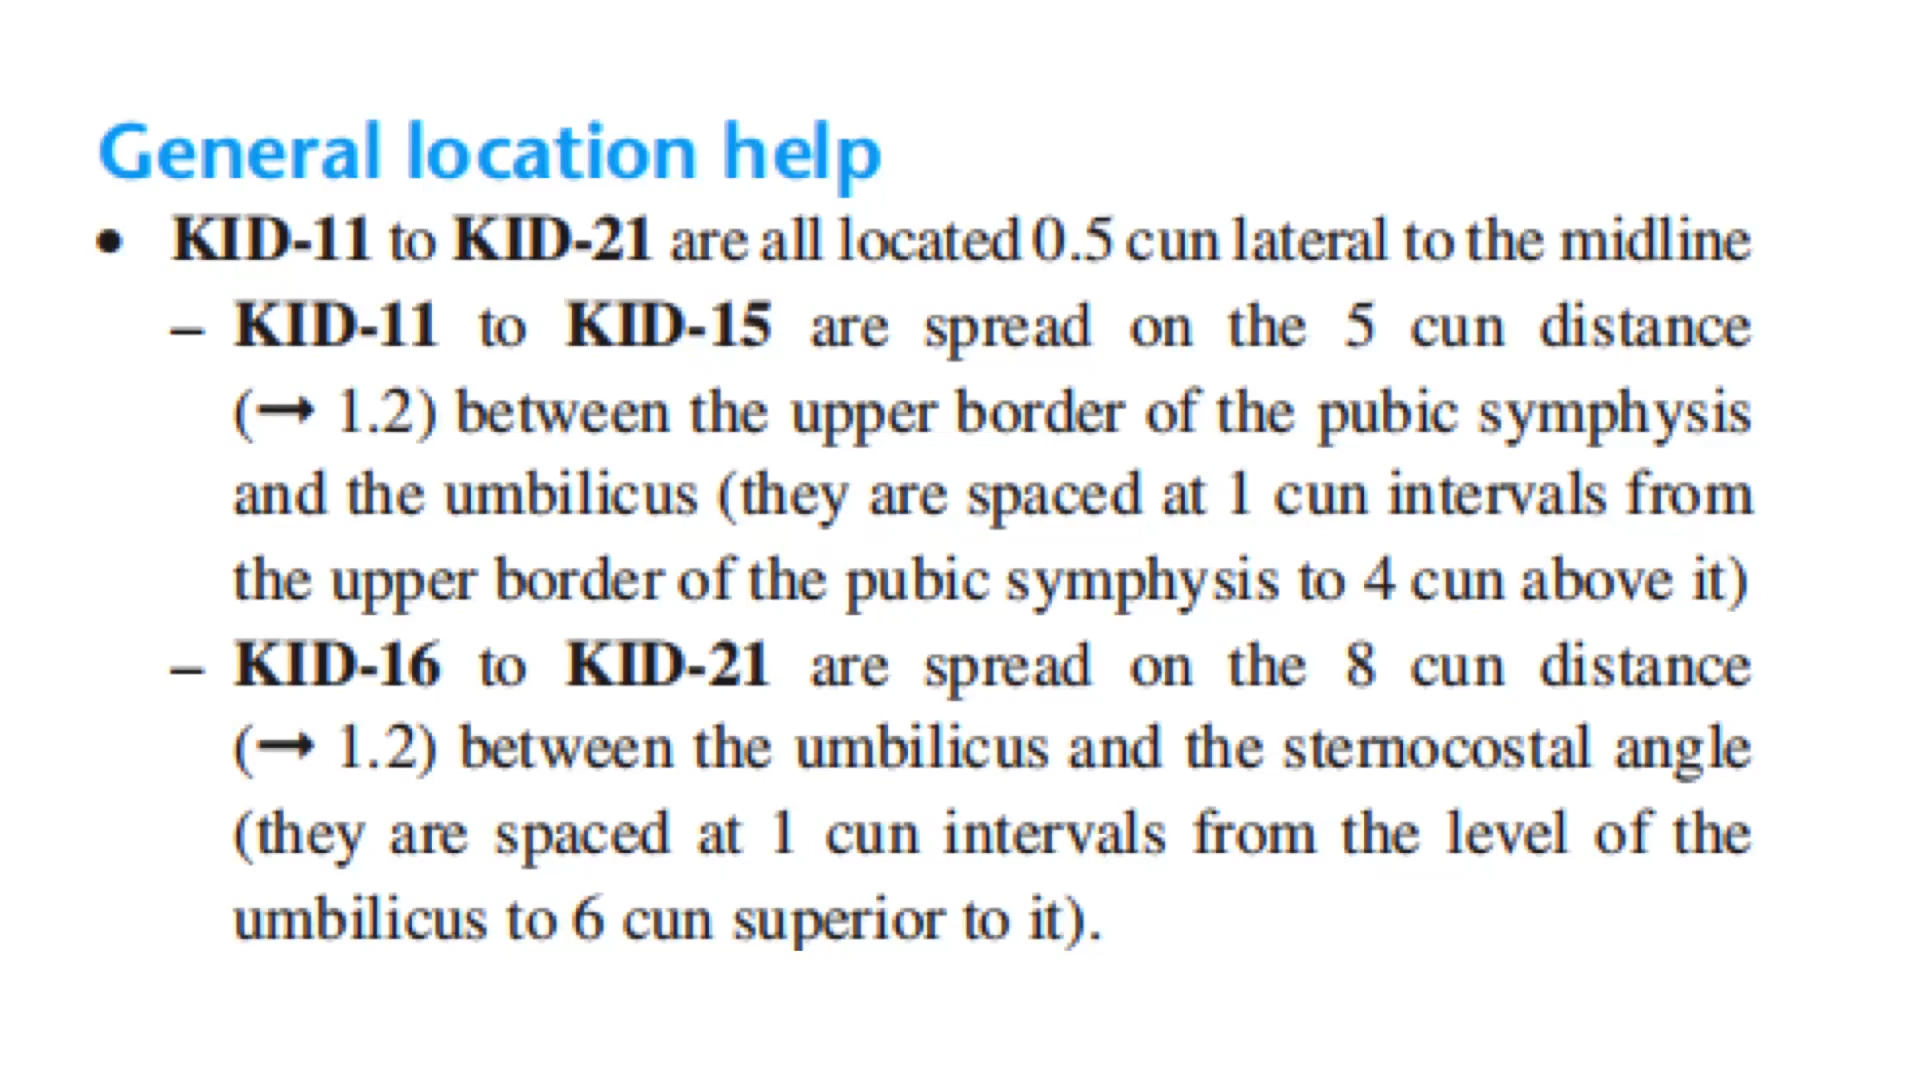 General location help
• KID-11 to KID-21 are all located 0.5 cun lateral to the midline
– KID-11 to KID-15 are spread on the 5 cun distance
(→ 1.2) between the upper border of the pubic symphysis
and the umbilicus (they are spaced at 1 cun intervals from
the upper border of the pubic symphysis to 4 cun above it)
– KID-16 to KID-21 are spread on the 8 cun distance
(→ 1.2) between the umbilicus and the sternocostal angle
(they are spaced at 1 cun intervals from the level of the
umbilicus to 6 cun superior to it).